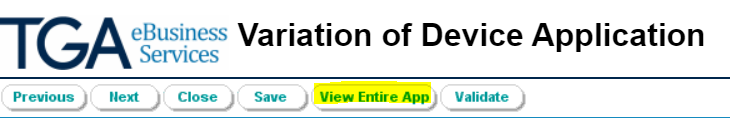 TGA eBusiness Services Variation of Device Application
Previous Next Close Save View Entire App Validate